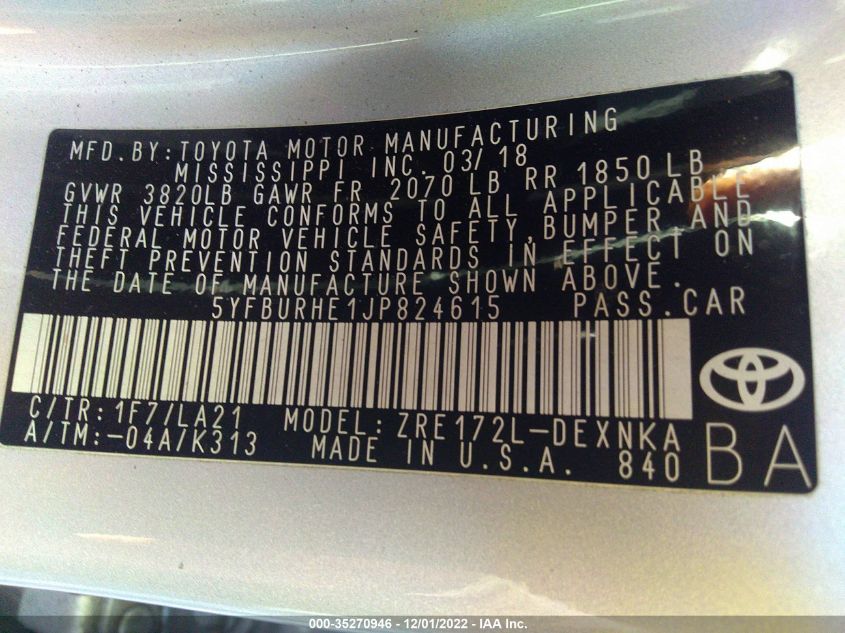 MFD.BY:TOYOTA MOTOR MANUFACTURING
MISSISSIPPI INC. 03/18
GVWR 3820LB GAWR FR 2070 LB RR 1850LB
THIS VEHICLE CONFORMS TO ALL APPLICABLE
FEDERAL MOTOR VEHICLE SAFETY,BUMPER,AND
THEFT PREVENTION STANDARDS IN EFFECT ON
THE DATE OF MANUFACTURE SHOWN ABOVE.
5YFBURHE1JP824615 PASS.CAR
C/TR:1F7/LA21 MODEL:ZRE172L-DEXNKA
A/TM:-04A/K313 MADE IN U.S.A. 840 BA
000-35270946 - 12/01/2022 - IAA Inc.